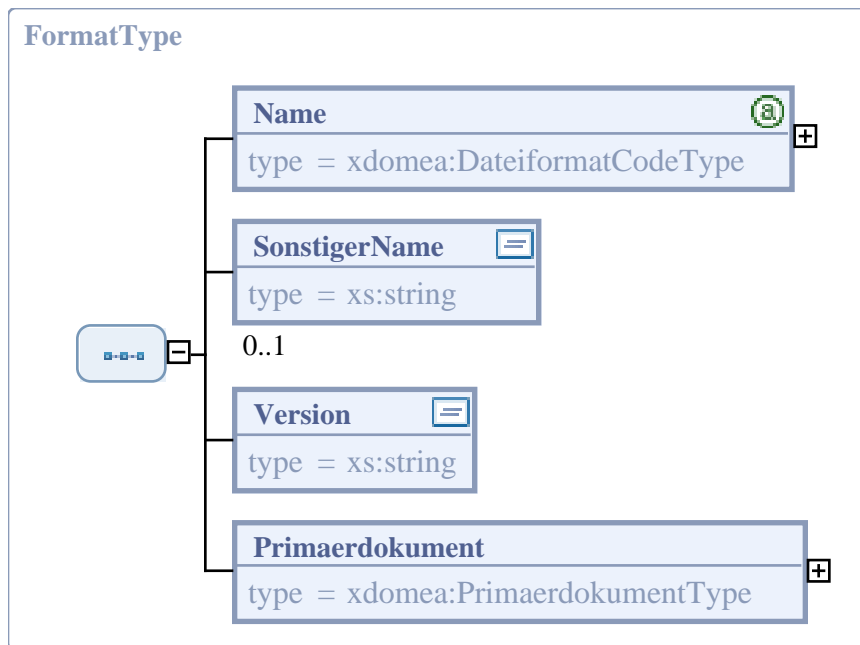 FormatType
Name
a
type = xdomea:DateiformatCodeType
SonstigerName
type = xs:string
0..1
Version
type = xs:string
Primaerdokument
type = xdomea:PrimaerdokumentType